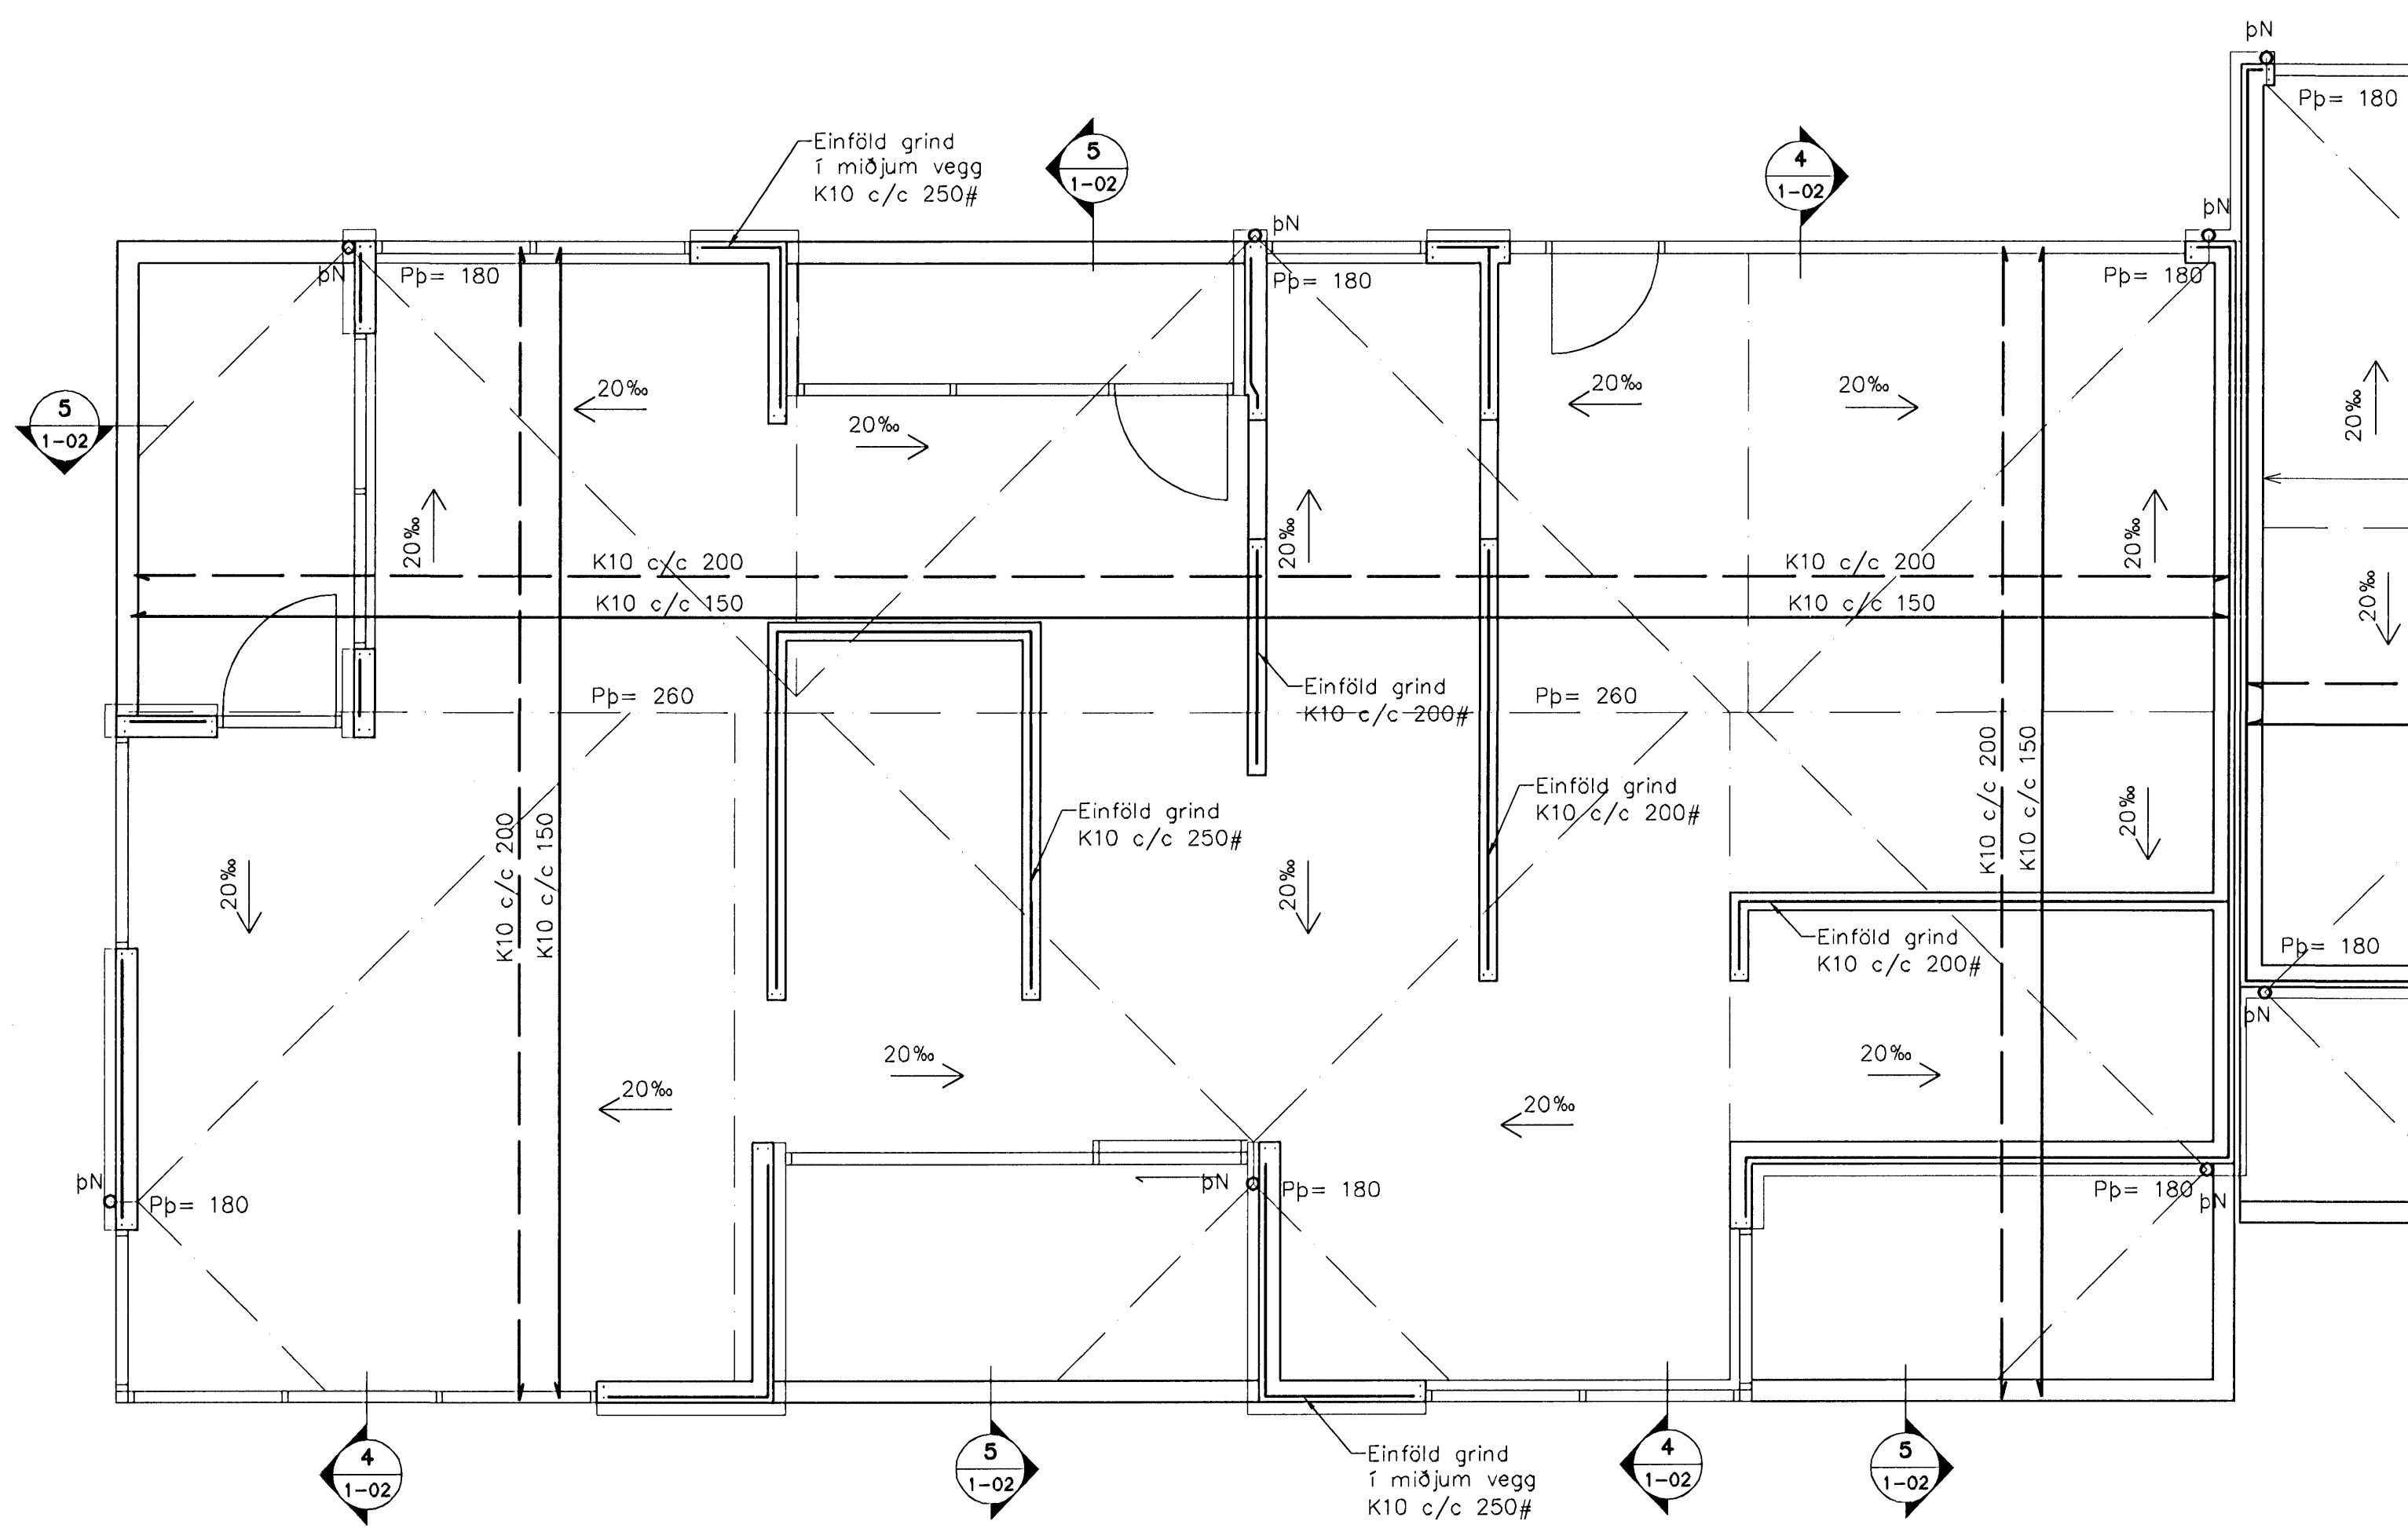 þN
Pþ= 180
Einföld grind
í miðjum vegg
K10 c/c 250#
5
1-02
4
1-02
þN
þN
þN
Pþ= 180
Pþ= 180
Pþ= 180
20‰
20‰
20‰
20‰
20‰
5
1-02
20‰
20‰
20‰
20‰
K10 c/c 200
K10 c/c 200
K10 c/c 150
K10 c/c 150
20‰
Pþ= 260
Einföld grind
K10 c/c 200#
Pþ= 260
K10 c/c 200
K10 c/c 150
K10 c/c 200
K10 c/c 150
Einföld grind
K10 c/c 250#
Einföld grind
K10 c/c 200#
20‰
20‰
20‰
Einföld grind
K10 c/c 200#
Pþ= 180
þN
20‰
20‰
20‰
20‰
þN
Pþ= 180
þN
Pþ= 180
Pþ= 180
þN
4
1-02
5
1-02
Einföld grind
í miðjum vegg
K10 c/c 250#
4
1-02
5
1-02